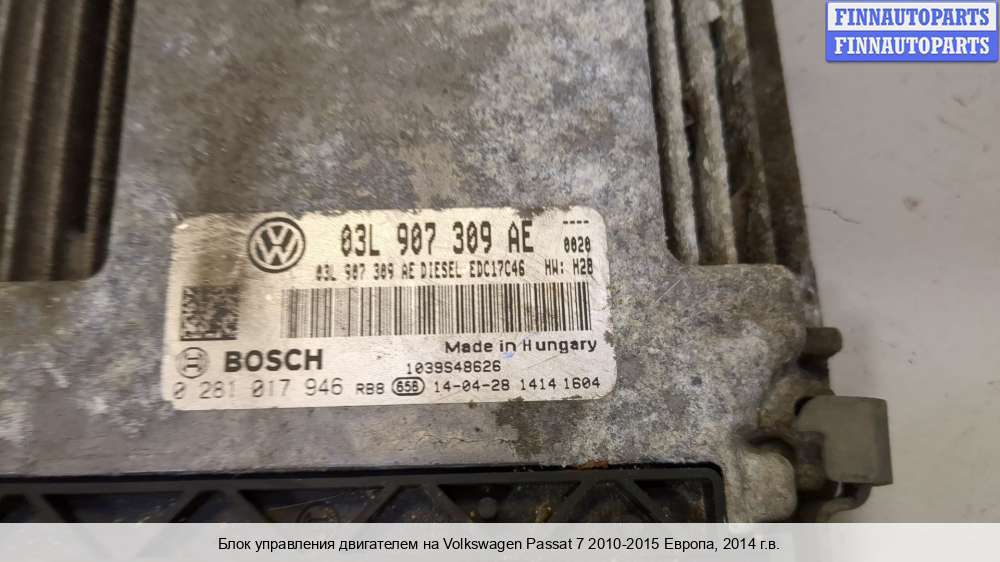 FINNAUTOPARTS
FINNAUTOPARTS
03L 907 309 AE ----
0020
03L 907 309 AE DIESEL EDC17C46 HW: H28
Made in Hungary
BOSCH
1039S48626
0 281 017 946 RBB 656 14-04-28 1414 1604
Блок управления двигателем на Volkswagen Passat 7 2010-2015 Европа, 2014 г.в.